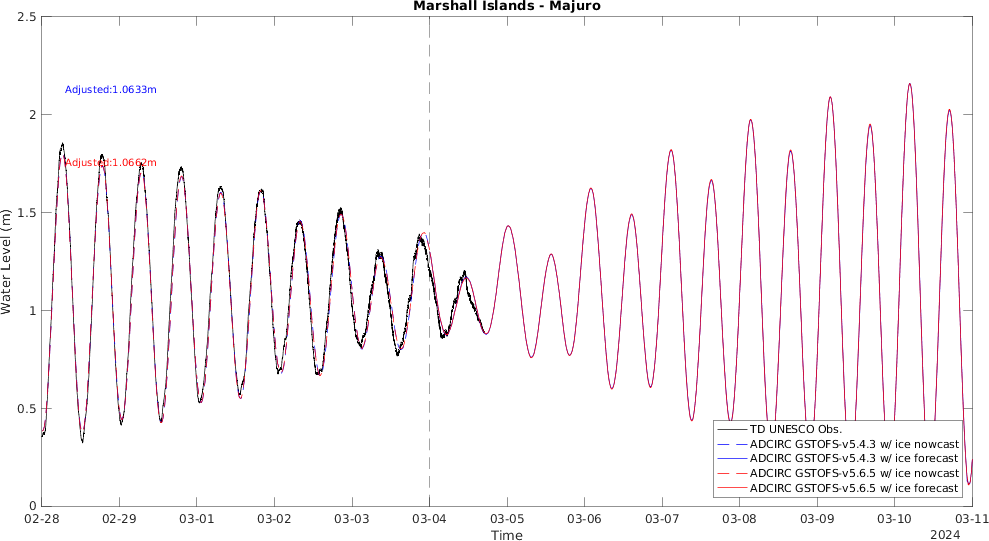 Marshall Islands - Majuro
2.5
Adjusted:1.0633m
2
Adjusted:1.0662m
1.5
Water Level (m)
1
0.5
TD UNESCO Obs.
ADCIRC GSTOFS-v5.4.3 w/ ice nowcast
ADCIRC GSTOFS-v5.4.3 w/ ice forecast
ADCIRC GSTOFS-v5.6.5 w/ ice nowcast
ADCIRC GSTOFS-v5.6.5 w/ ice forecast
0
02-28 02-29 03-01 03-02 03-03 03-04 03-05 03-06 03-07 03-08 03-09 03-10 03-11
Time 2024